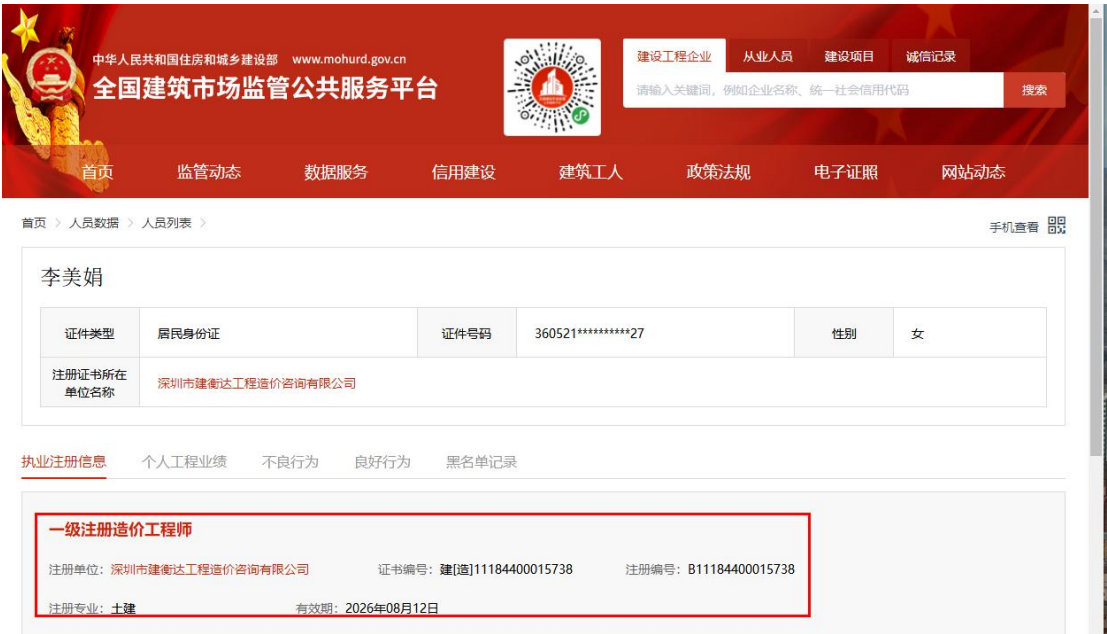 中华人民共和国住房和城乡建设部 www.mohurd.gov.cn
全国建筑市场监管公共服务平台
建设工程企业 从业人员 建设项目 诚信记录
请输入关键词，例如企业名称、统一社会信用代码 搜索
首页 监管动态 数据服务 信用建设 建筑工人 政策法规 电子证照 网站动态
首页 > 人员数据 > 人员列表 >
手机查看
李美娟
证件类型 居民身份证 证件号码 360521**********27 性别 女
注册证书所在
单位名称
深圳市建衡达工程造价咨询有限公司
执业注册信息 个人工程业绩 不良行为 良好行为 黑名单记录
一级注册造价工程师
注册单位：深圳市建衡达工程造价咨询有限公司 证书编号：建[造]11184400015738 注册编号：B11184400015738
注册专业：土建 有效期：2026年08月12日